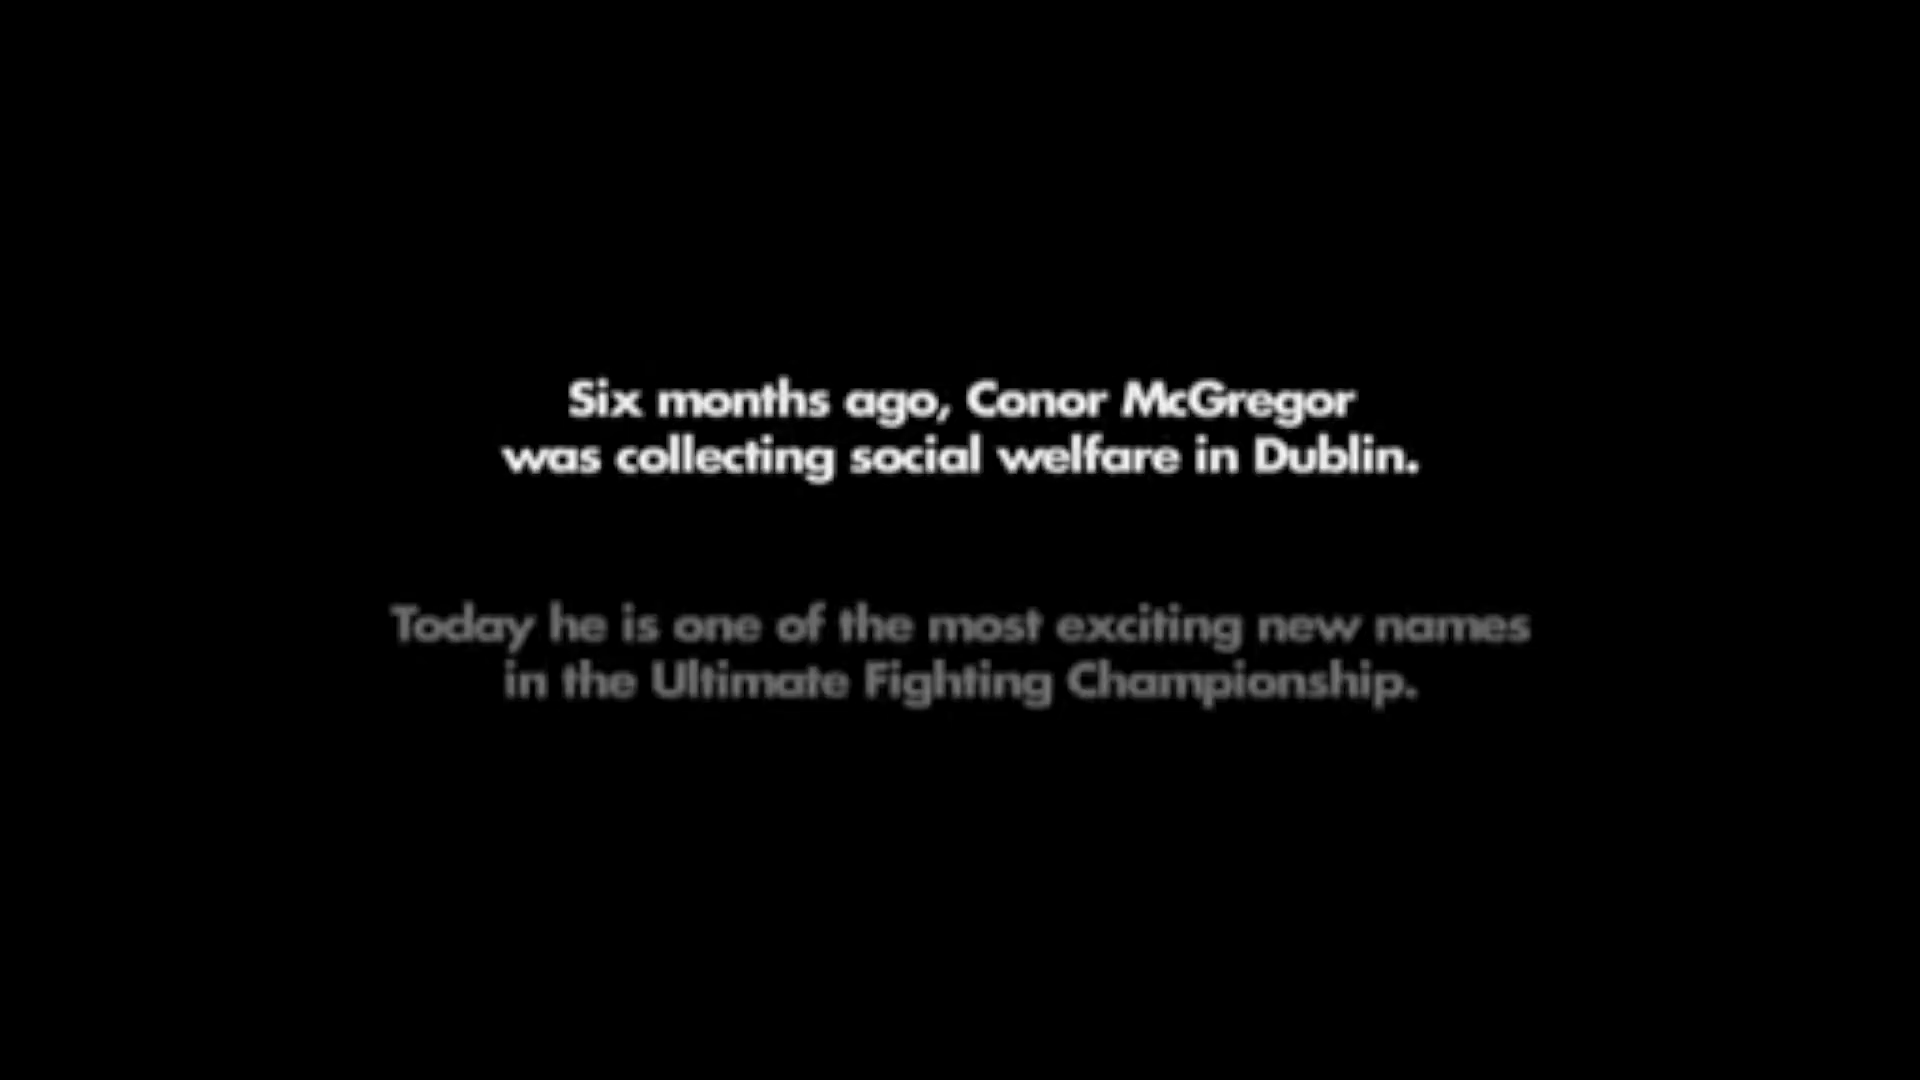 Six months ago, Conor McGregor
was collecting social welfare in Dublin.
Today he is one of the most exciting new names
in the Ultimate Fighting Championship.